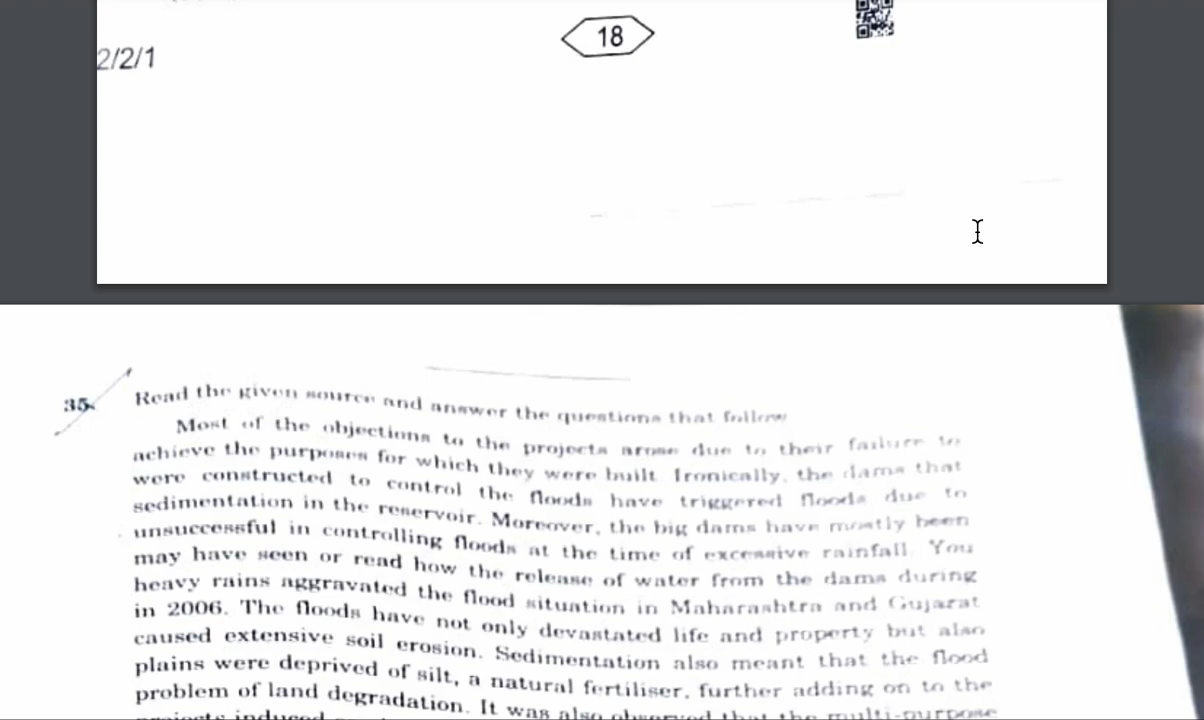 18
2/2/1
35.
Read the given source and answer the questions that follow
Most of the objections to the projects arose due to their failure to
achieve the purposes for which they were built. Ironically, the dams that
were constructed to control the floods have triggered floods due to
sedimentation in the reservoir. Moreover, the big dams have mostly been
unsuccessful in controlling floods at the time of excessive rainfall. You
may have seen or read how the release of water from the dams during
heavy rains aggravated the flood situation in Maharashtra and Gujarat
in 2006. The floods have not only devastated life and property but also
caused extensive soil erosion. Sedimentation also meant that the flood
plains were deprived of silt, a natural fertiliser, further adding on to the
problem of land degradation. It was also observed that the multi-purpose
projects induced